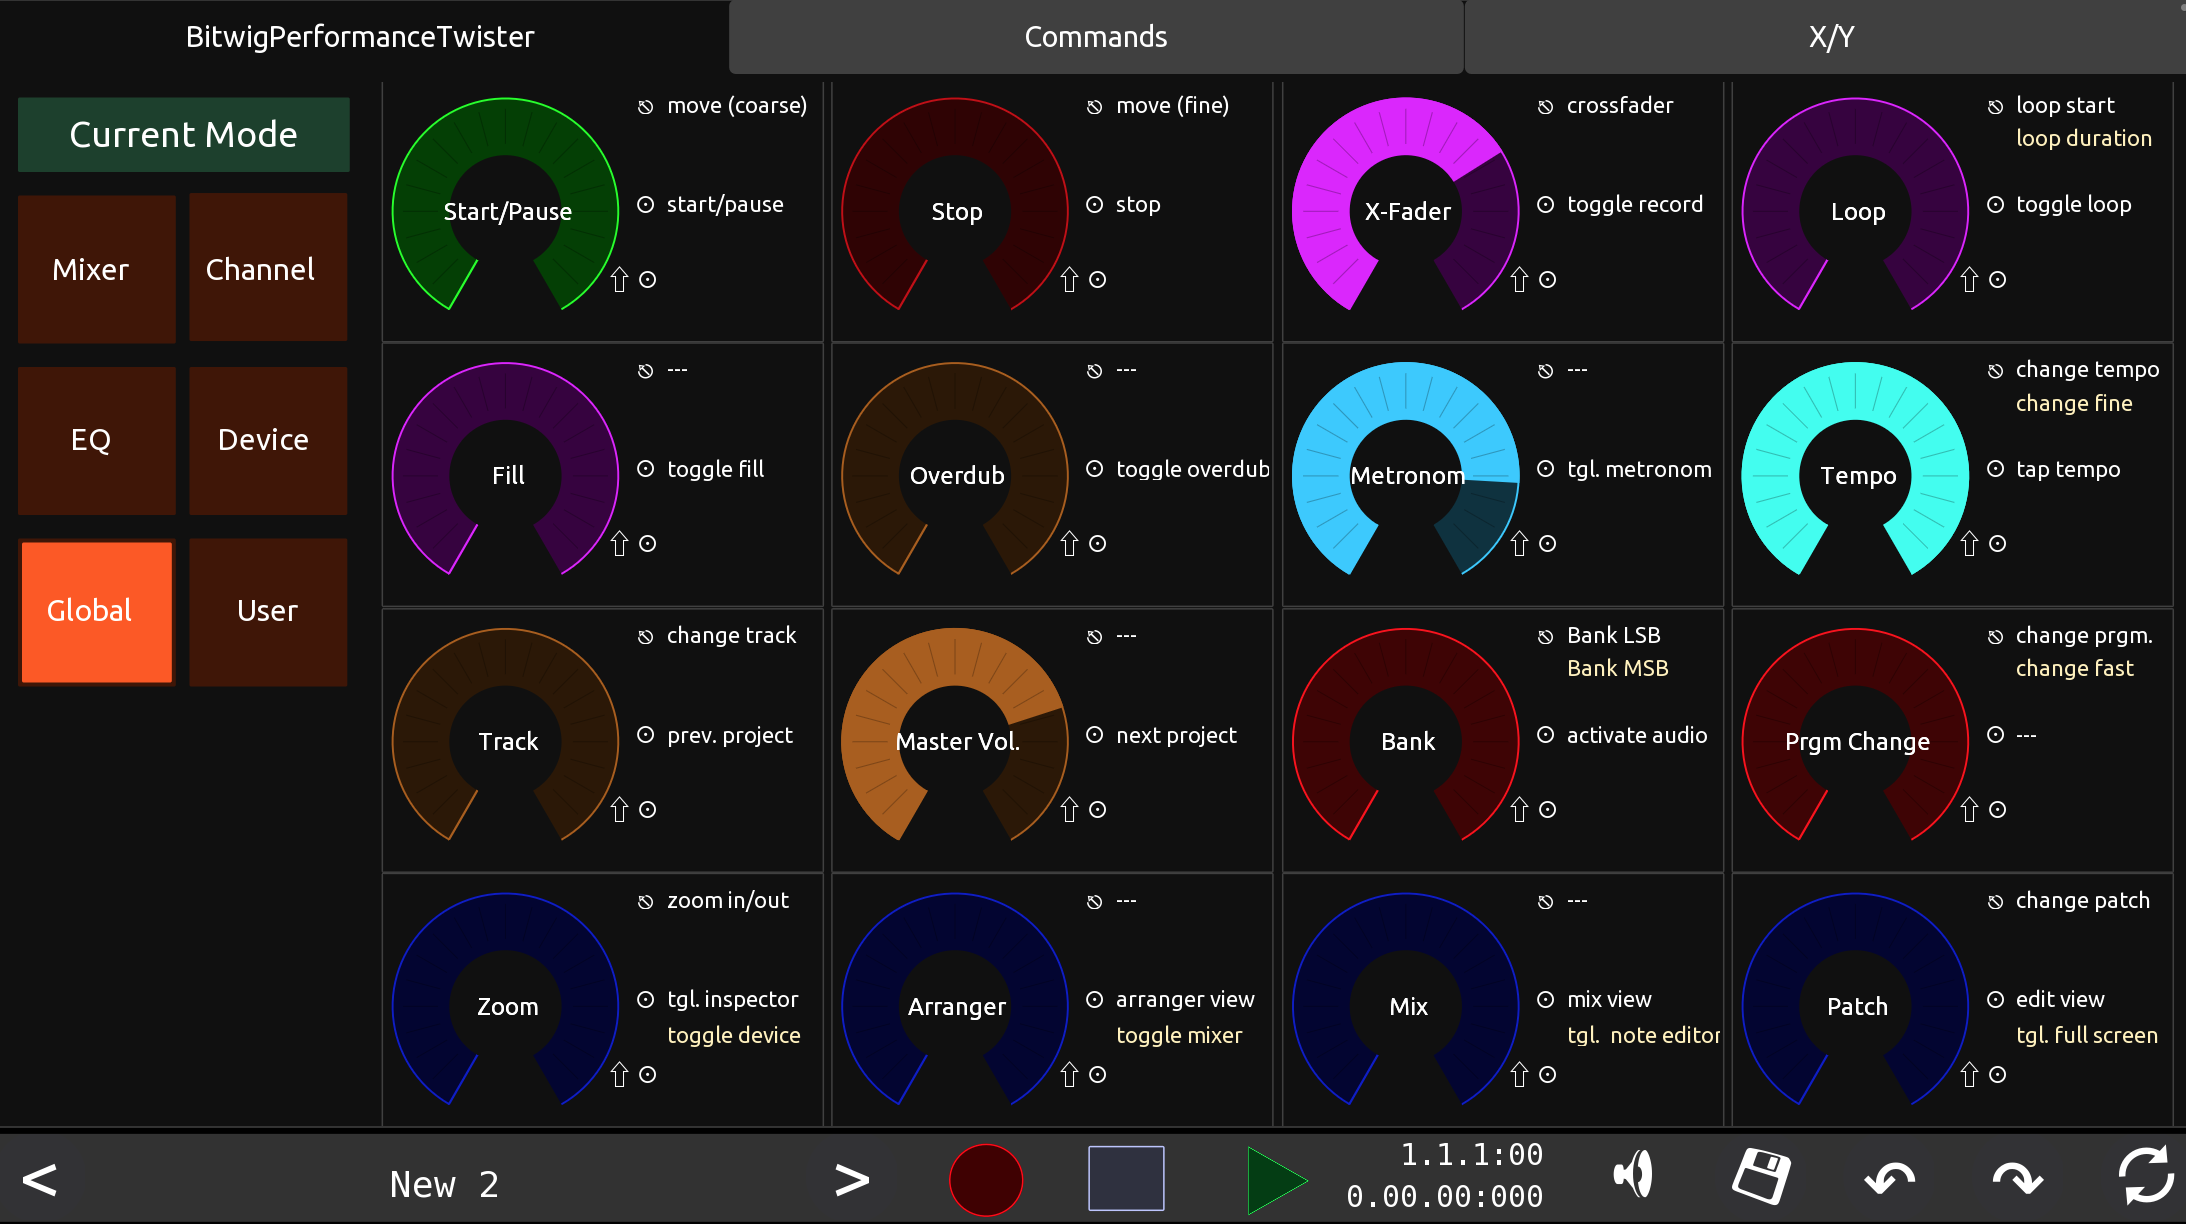 BitwigPerformanceTwister
Commands
X/Y
Current Mode
Mixer
Channel
EQ
Device
Global
User
Start/Pause
move (coarse)
start/pause
Stop
move (fine)
stop
X-Fader
crossfader
toggle record
Loop
loop start
loop duration
toggle loop
Fill
---
toggle fill
Overdub
---
toggle overdub
Metronom
---
tgl. metronom
Tempo
change tempo
change fine
tap tempo
Track
change track
prev. project
Master Vol.
---
next project
Bank
Bank LSB
Bank MSB
activate audio
Prgm Change
change prgm.
change fast
---
Zoom
zoom in/out
tgl. inspector
toggle device
Arranger
---
arranger view
toggle mixer
Mix
---
mix view
tgl. note editor
Patch
change patch
edit view
tgl. full screen
<
New 2
>
1.1.1:00
0.00.00:000